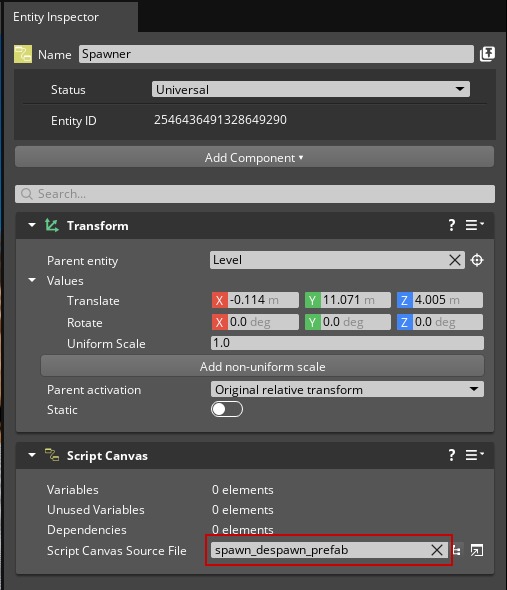 Entity Inspector
Name Spawner
Status Universal
Entity ID 2546436491328649290
Add Component
Search...
Transform ?
Parent entity Level
Values
Translate X -0.114 m Y 11.071 m Z 4.005 m
Rotate X 0.0 deg Y 0.0 deg Z 0.0 deg
Uniform Scale 1.0
Add non-uniform scale
Parent activation Original relative transform
Static
Script Canvas ?
Variables 0 elements
Unused Variables 0 elements
Dependencies 0 elements
Script Canvas Source File spawn_despawn_prefab